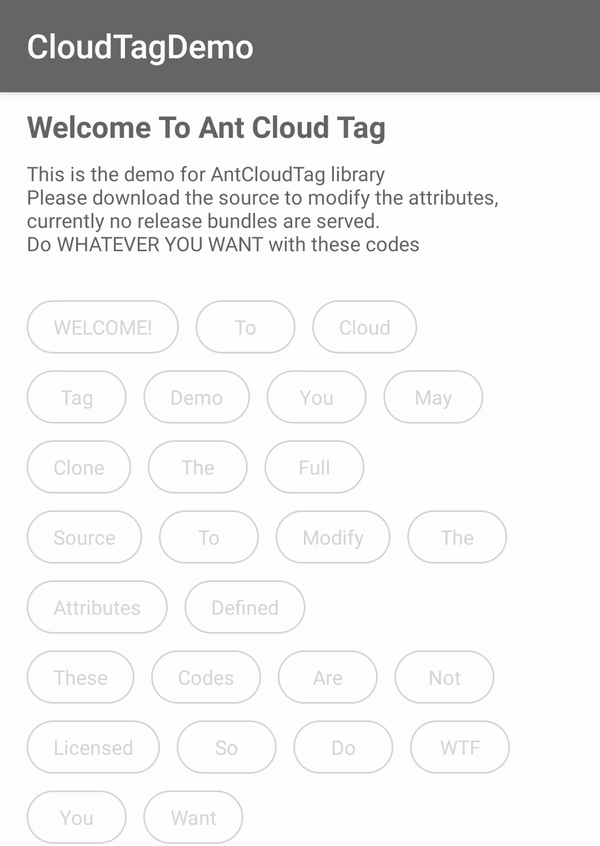 CloudTagDemo
Welcome To Ant Cloud Tag
This is the demo for AntCloudTag library
Please download the source to modify the attributes,
currently no release bundles are served.
Do WHATEVER YOU WANT with these codes
WELCOME! To Cloud
Tag Demo You May
Clone The Full
Source To Modify The
Attributes Defined
These Codes Are Not
Licensed So Do WTF
You Want